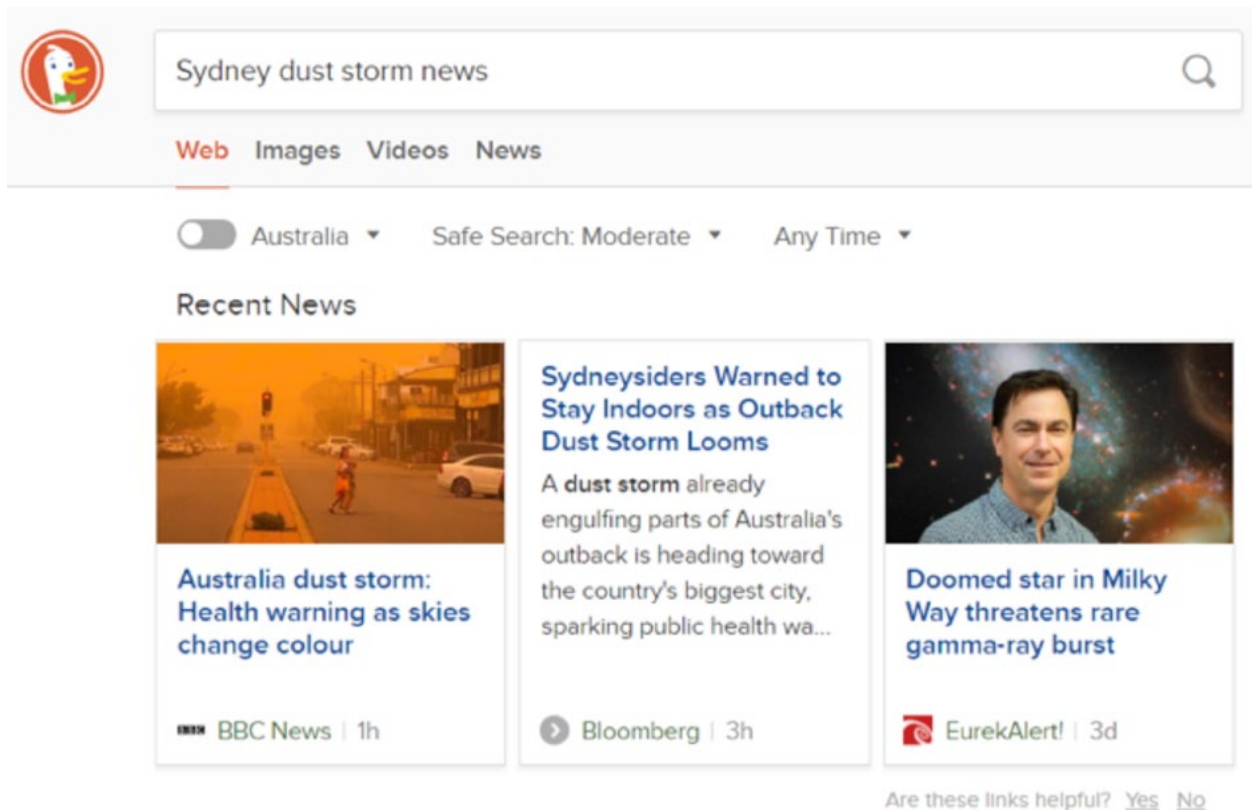 Sydney dust storm news
Web Images Videos News
Australia Safe Search: Moderate Any Time
Recent News
Australia dust storm:
Health warning as skies
change colour
BBC News | 1h
Sydneysiders Warned to
Stay Indoors as Outback
Dust Storm Looms
A dust storm already
engulfing parts of Australia's
outback is heading toward
the country's biggest city,
sparking public health wa...
Bloomberg | 3h
Doomed star in Milky
Way threatens rare
gamma-ray burst
EurekAlert! | 3d
Are these links helpful? Yes No